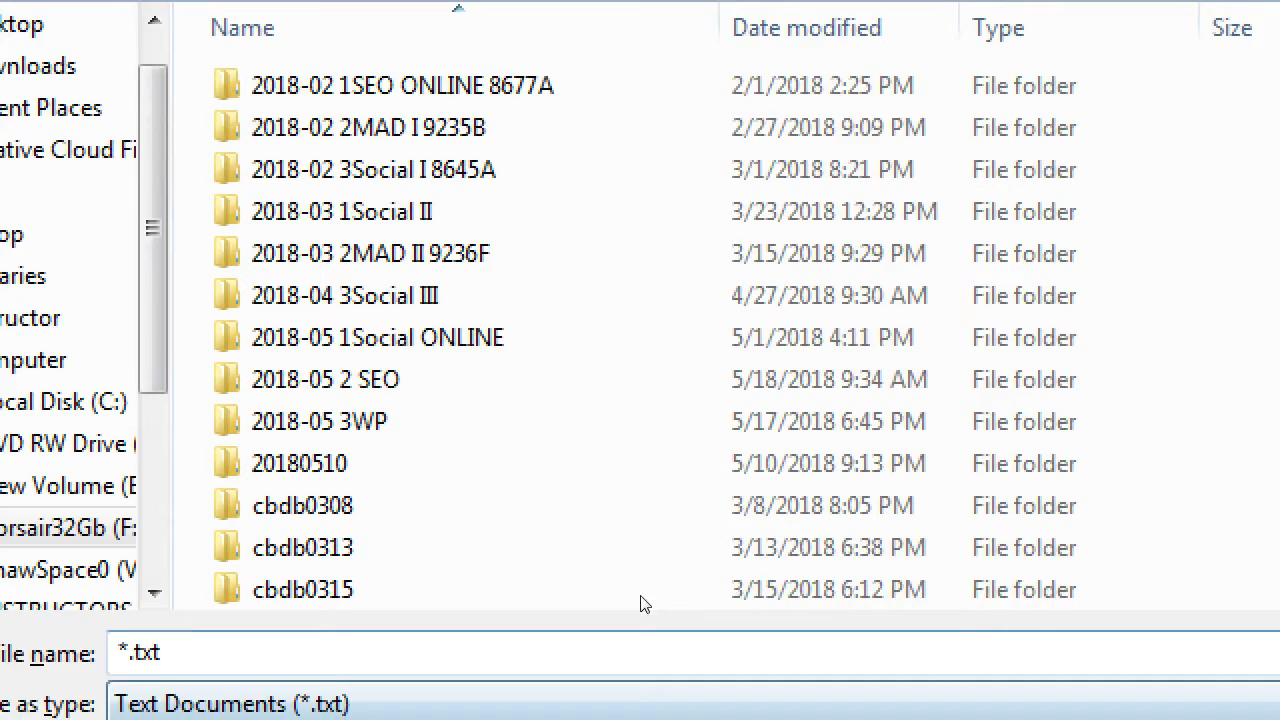 ktop
Name Date modified Type Size
wnloads
2018-02 1SEO ONLINE 8677A 2/1/2018 2:25 PM File folder
ent Places
2018-02 2MAD I 9235B 2/27/2018 9:09 PM File folder
ative Cloud Fi
2018-02 3Social I 8645A 3/1/2018 8:21 PM File folder
2018-03 1Social II 3/23/2018 12:28 PM File folder
op
2018-03 2MAD II 9236F 3/15/2018 9:29 PM File folder
aries
2018-04 3Social III 4/27/2018 9:30 AM File folder
ructor
2018-05 1Social ONLINE 5/1/2018 4:11 PM File folder
mputer
2018-05 2 SEO 5/18/2018 9:34 AM File folder
ocal Disk (C:)
2018-05 3WP 5/17/2018 6:45 PM File folder
VD RW Drive (
20180510 5/10/2018 9:13 PM File folder
ew Volume (E
cbdb0308 3/8/2018 8:05 PM File folder
orsair32Gb (F:
cbdb0313 3/13/2018 6:38 PM File folder
hawSpace0 (V
cbdb0315 3/15/2018 6:12 PM File folder
STRUCTORS
ile name: *.txt
e as type: Text Documents (*.txt)